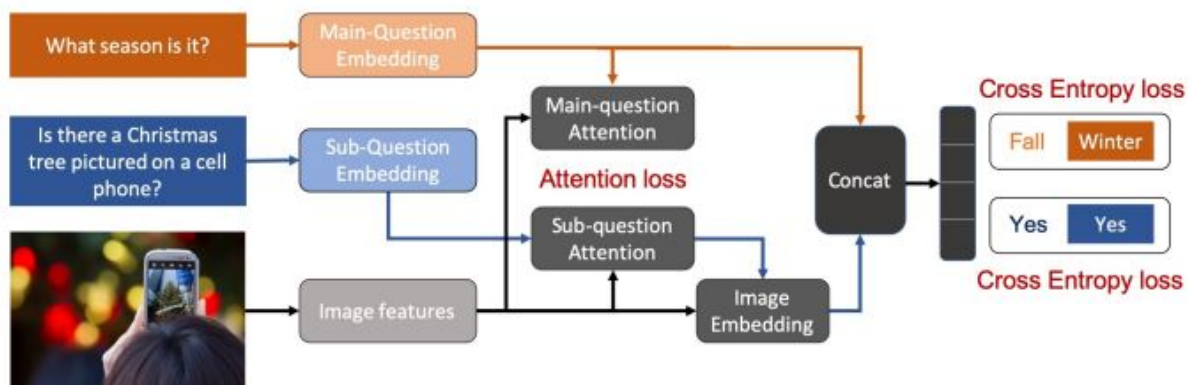 What season is it?
Main-Question
Embedding
Main-question
Attention
Is there a Christmas
tree pictured on a cell
phone?
Sub-Question
Embedding
Attention loss
Sub-question
Attention
Image features
Image
Embedding
Concat
Cross Entropy loss
Fall Winter
Yes Yes
Cross Entropy loss